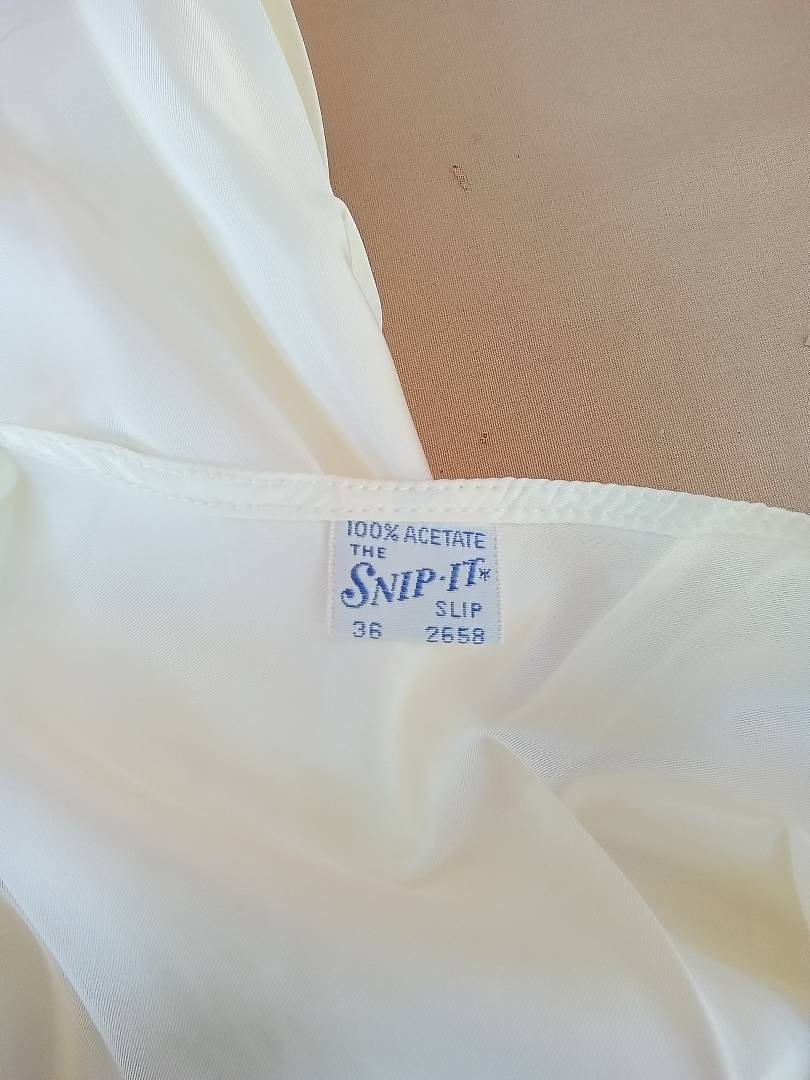 100% ACETATE
THE
SNIP-IT*
SLIP
36 2658